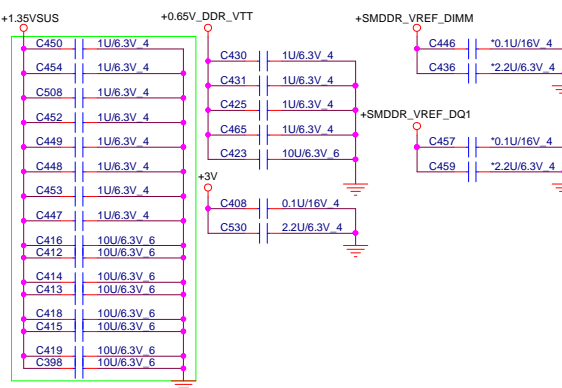 +1.35VSUS
C450 1U/6.3V_4
C454 1U/6.3V_4
C508 1U/6.3V_4
C452 1U/6.3V_4
C449 1U/6.3V_4
C448 1U/6.3V_4
C453 1U/6.3V_4
C447 1U/6.3V_4
C416 10U/6.3V_6
C412 10U/6.3V_6
C414 10U/6.3V_6
C413 10U/6.3V_6
C418 10U/6.3V_6
C415 10U/6.3V_6
C419 10U/6.3V_6
C398 10U/6.3V_6
+0.65V_DDR_VTT
C430 1U/6.3V_4
C431 1U/6.3V_4
C425 1U/6.3V_4
C465 1U/6.3V_4
C423 10U/6.3V_6
+3V
C408 0.1U/16V_4
C530 2.2U/6.3V_4
+SMDDR_VREF_DIMM
C446 *0.1U/16V_4
C436 *2.2U/6.3V_4
+SMDDR_VREF_DQ1
C457 *0.1U/16V_4
C459 *2.2U/6.3V_4